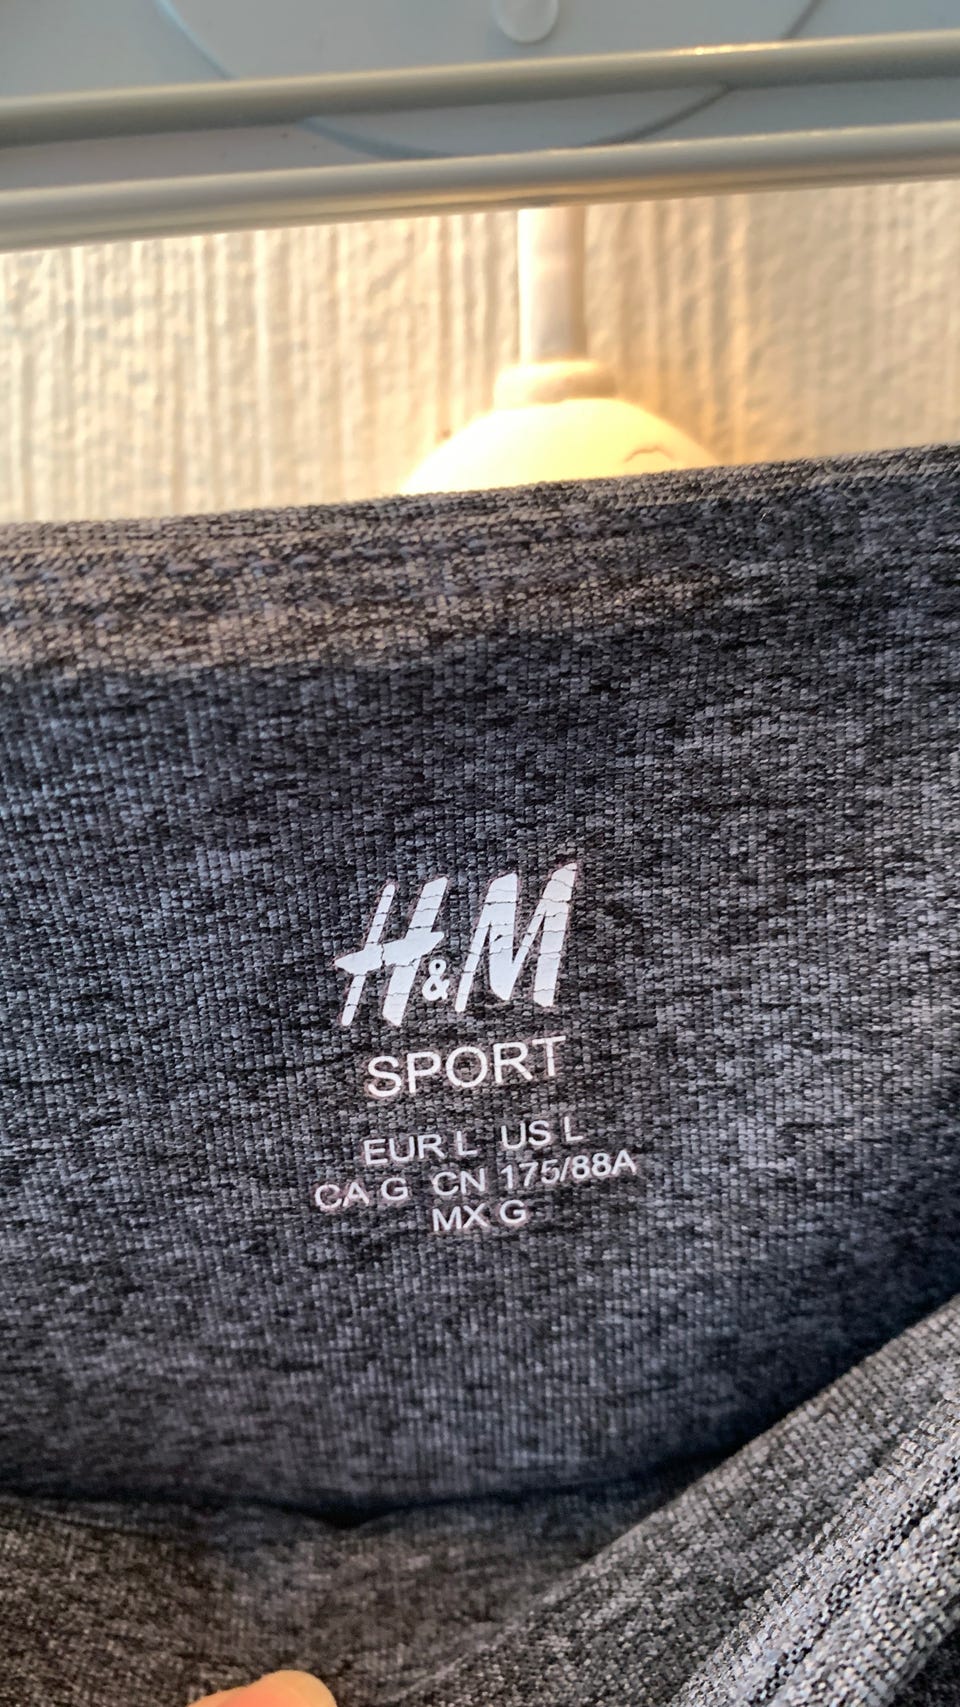 H&M
SPORT
EUR L US L
CA G CN 175/88A
MX G